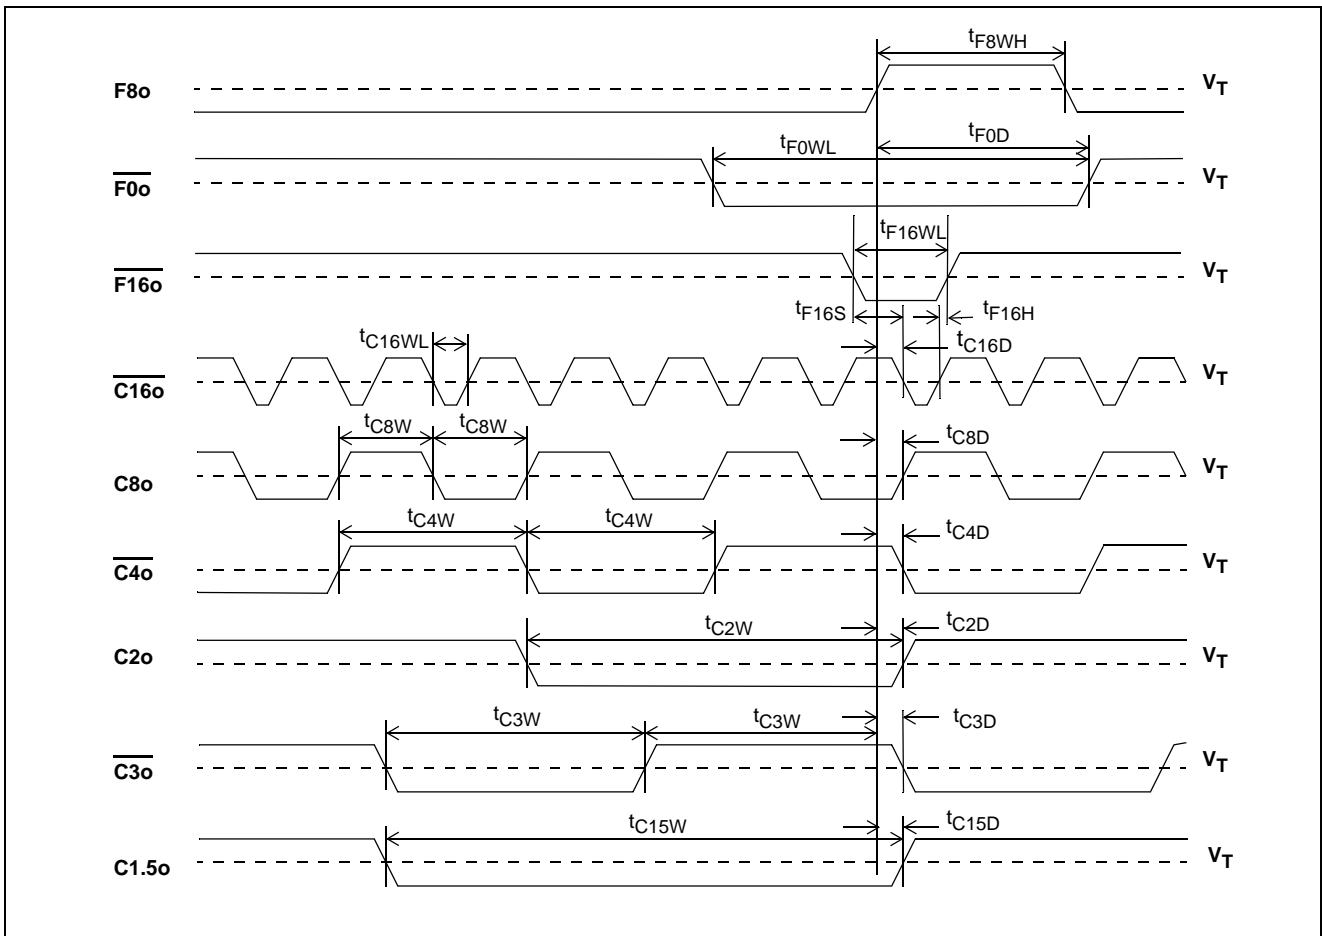 tF8WH
F8o VT
tF0WL tF0D
F0o VT
tF16WL
F16o VT
tF16S tF16H
tC16WL tC16D
C16o VT
tC8W tC8W tC8D
C8o VT
tC4W tC4W tC4D
C4o VT
tC2W tC2D
C2o VT
tC3W tC3W tC3D
C3o VT
tC15W tC15D
C1.5o VT